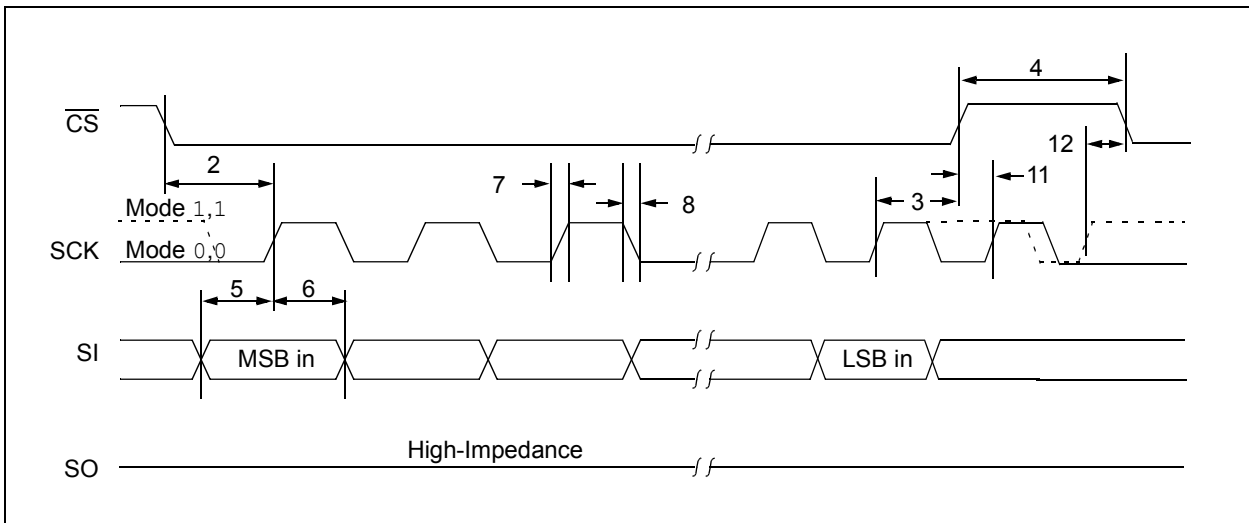 4
CS
12
2
7
8
3
11
Mode 1,1
SCK
Mode 0,0
5
6
SI
MSB in
LSB in
High-Impedance
SO